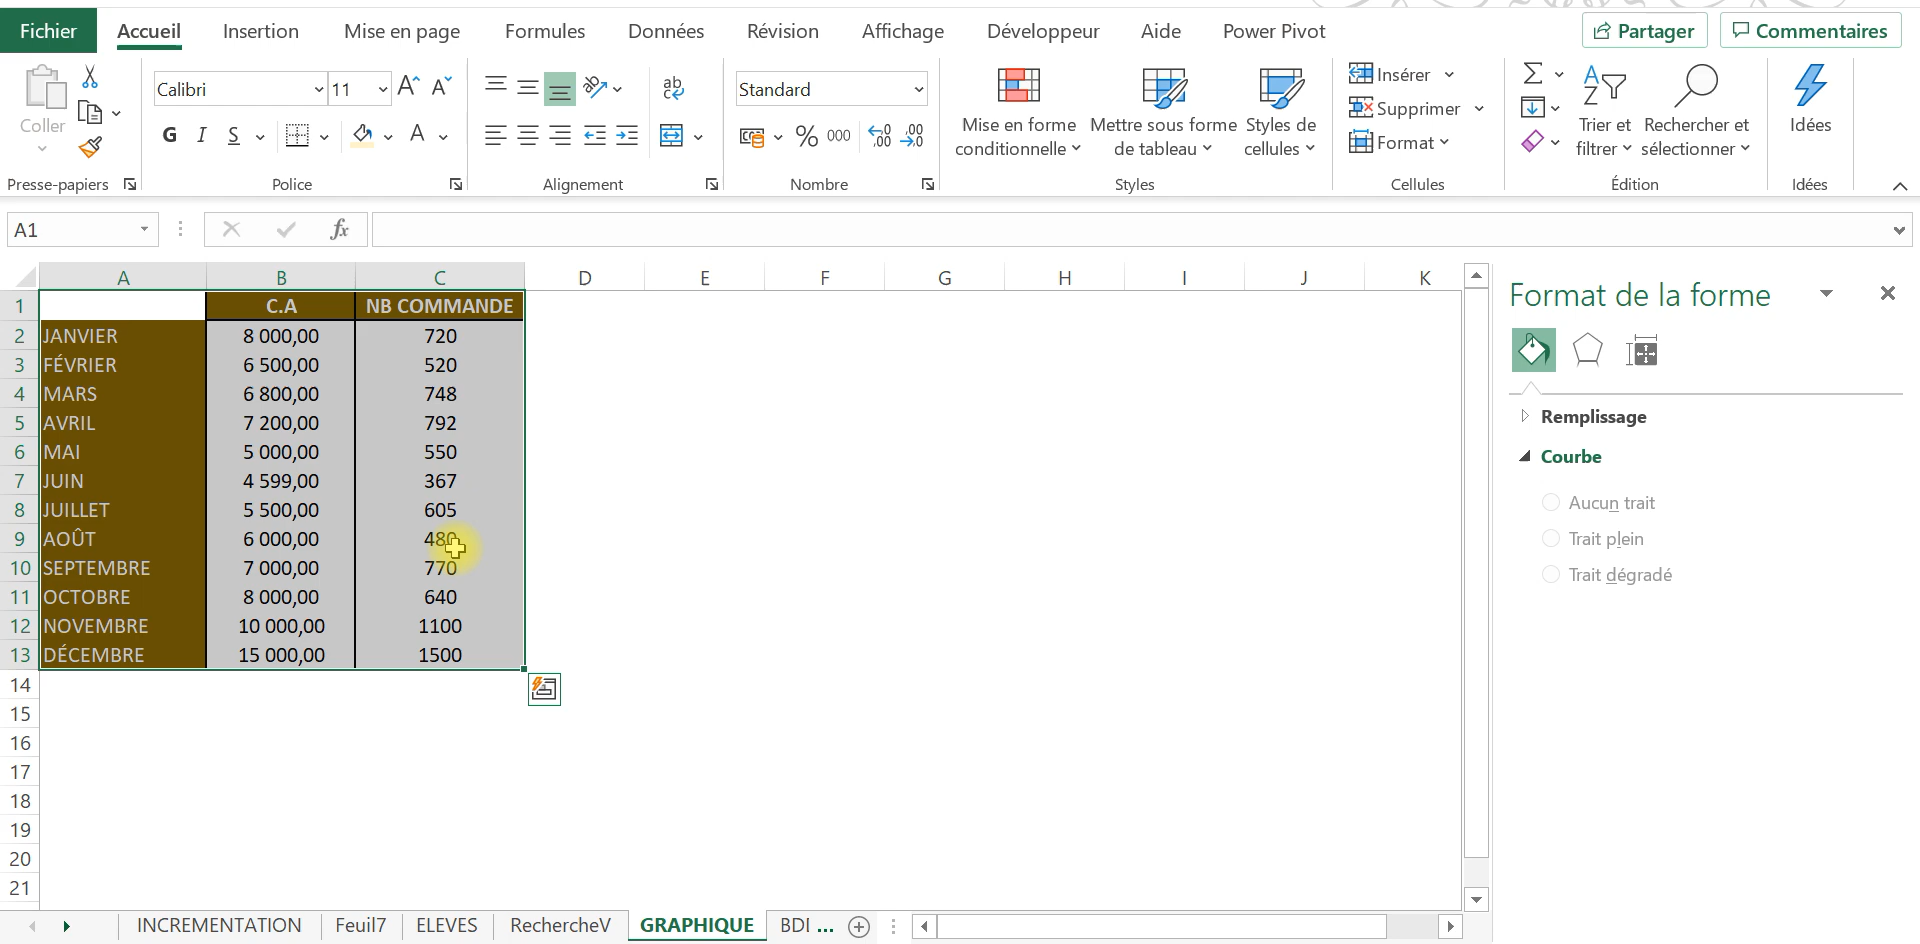 Fichier Accueil Insertion Mise en page Formules Données Révision Affichage Développeur Aide Power Pivot Partager Commentaires
Coller
Calibri 11
G I S A
ab
Standard
% 000
Mise en forme conditionnelle
Mettre sous forme de tableau
Styles de cellules
Insérer
Supprimer
Format
Trier et filtrer
Rechercher et sélectionner
Idées
Presse-papiers Police Alignement Nombre Styles Cellules Édition Idées
A1 fx
A B C D E F G H I J K
1 C.A NB COMMANDE
2 JANVIER 8 000,00 720
3 FÉVRIER 6 500,00 520
4 MARS 6 800,00 748
5 AVRIL 7 200,00 792
6 MAI 5 000,00 550
7 JUIN 4 599,00 367
8 JUILLET 5 500,00 605
9 AOÛT 6 000,00 480
10 SEPTEMBRE 7 000,00 770
11 OCTOBRE 8 000,00 640
12 NOVEMBRE 10 000,00 1100
13 DÉCEMBRE 15 000,00 1500
14
15
16
17
18
19
20
21
Format de la forme
Remplissage
Courbe
Aucun trait
Trait plein
Trait dégradé
INCREMENTATION Feuil7 ELEVES RechercheV GRAPHIQUE BDI ...